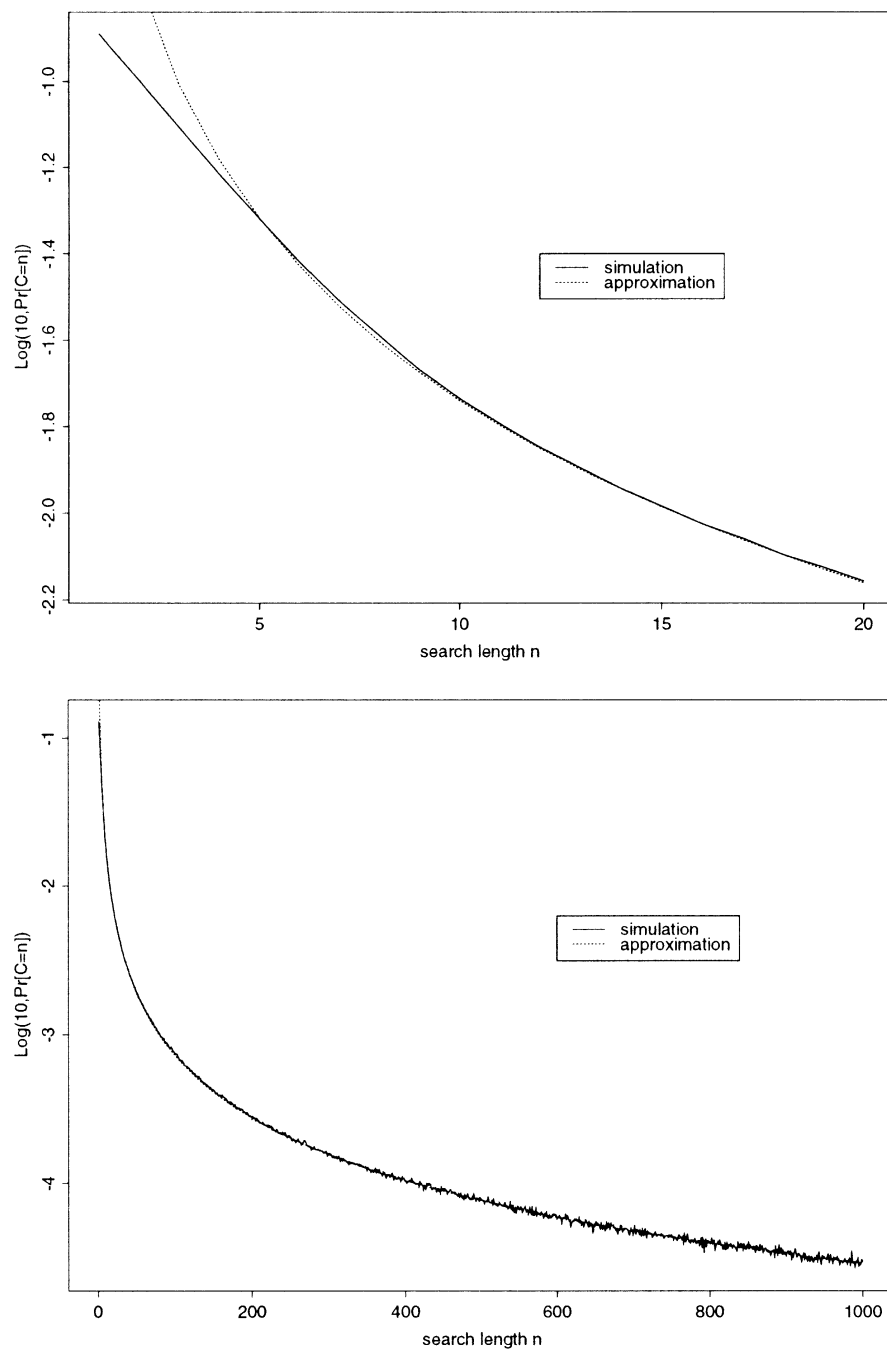 Log(10,Pr[C=n])
-1.0
-1.2
-1.4
-1.6
-1.8
-2.0
-2.2
simulation
approximation
5
10
15
20
search length n
Log(10,Pr[C=n])
-1
-2
-3
-4
simulation
approximation
0
200
400
600
800
1000
search length n